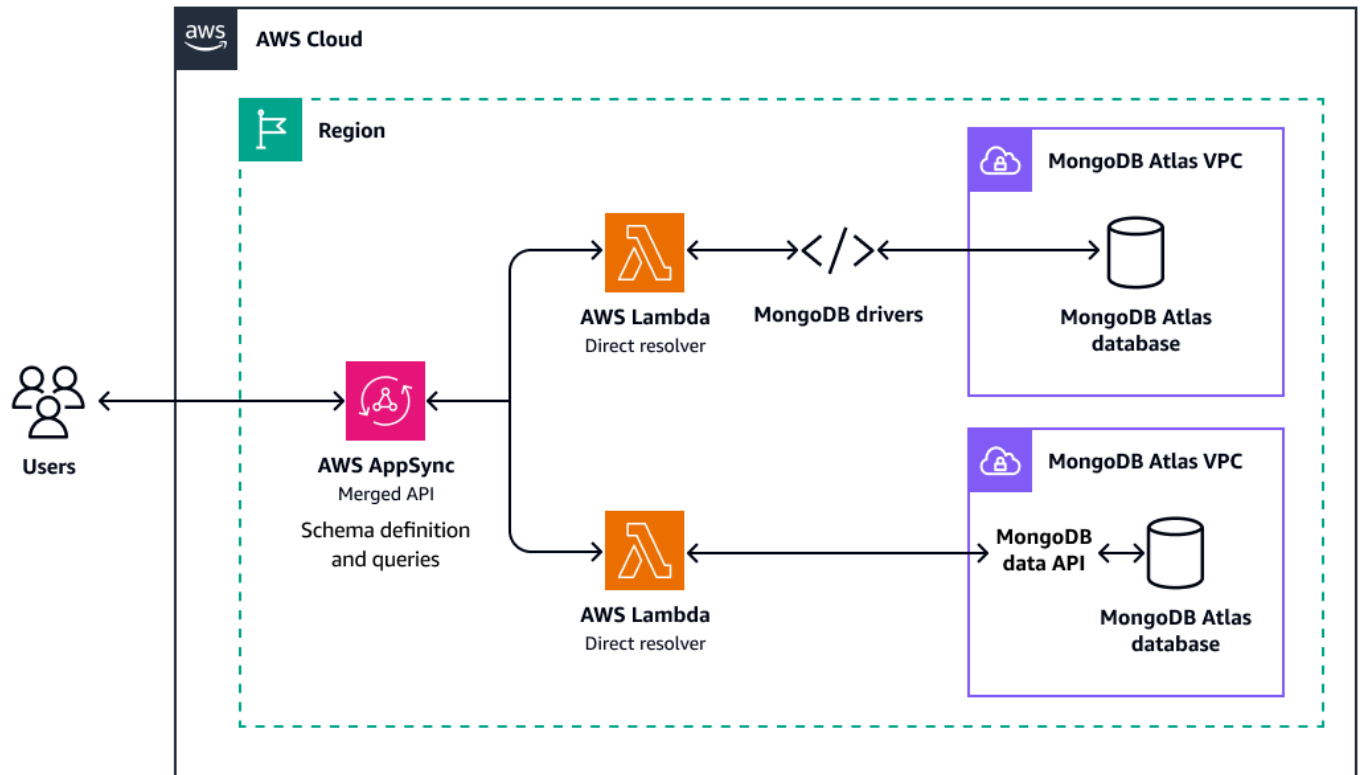 aws
AWS Cloud
Region
MongoDB Atlas VPC
AWS Lambda
Direct resolver
</>
MongoDB drivers
MongoDB Atlas
database
Users
AWS AppSync
Merged API
Schema definition
and queries
MongoDB Atlas VPC
AWS Lambda
Direct resolver
MongoDB
data API
MongoDB Atlas
database